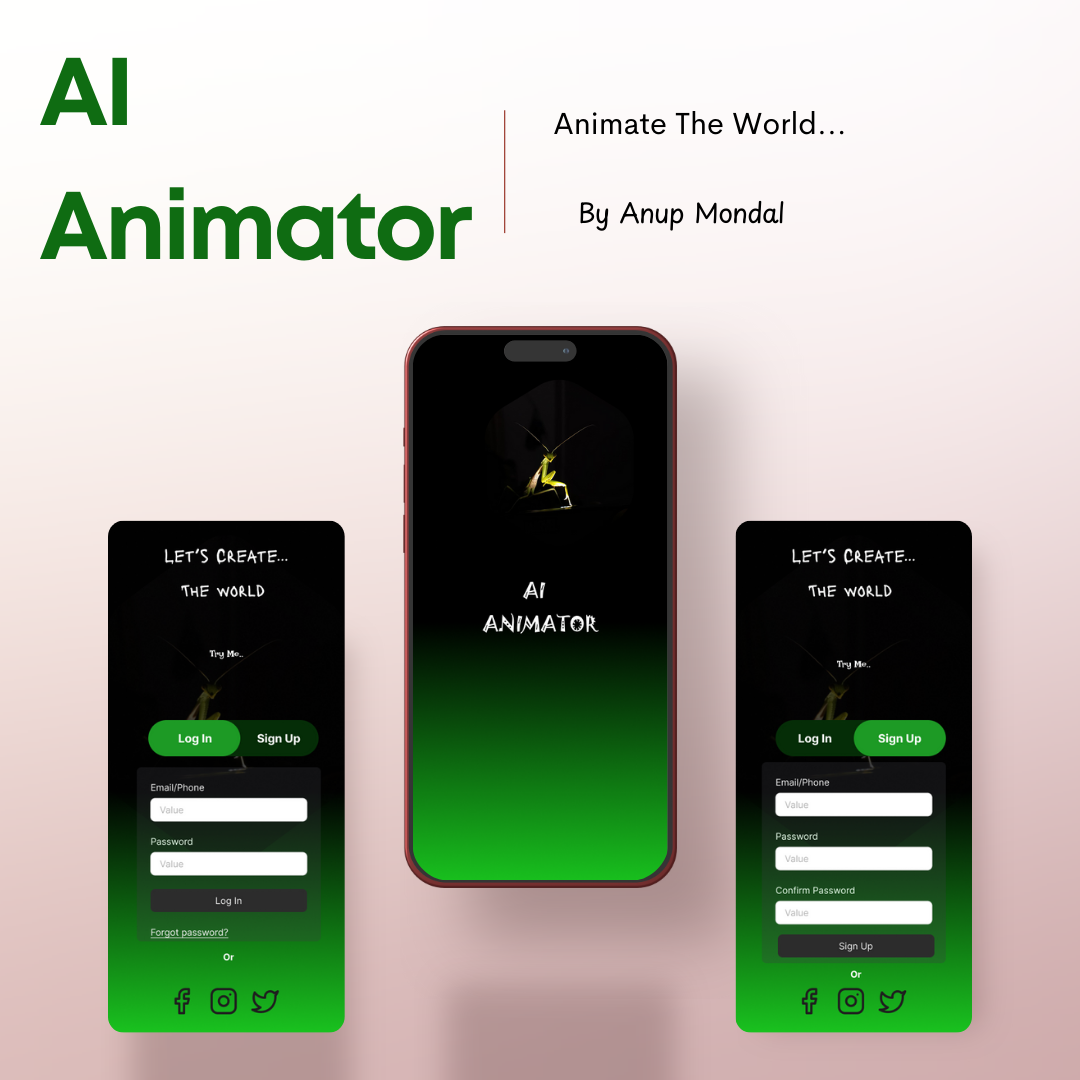 AI
Animator
Animate The World...
By Anup Mondal
AI
ANIMATOR
LET'S CREATE...
THE WORLD
Try Me..
Log In
Sign Up
Email/Phone
Value
Password
Value
Log In
Forgot password?
Or
LET'S CREATE...
THE WORLD
Try Me..
Log In
Sign Up
Email/Phone
Value
Password
Value
Confirm Password
Value
Sign Up
Or